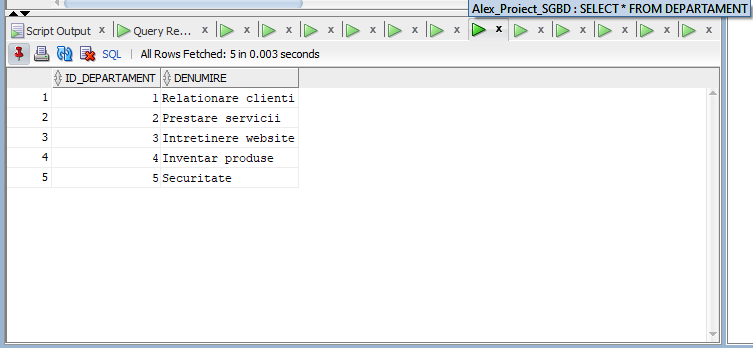 Alex_Proiect_SGBD : SELECT * FROM DEPARTAMENT
Script Output x Query Re... x x x x x x x x x x x x x
SQL | All Rows Fetched: 5 in 0.003 seconds
ID_DEPARTAMENT DENUMIRE
1 1 Relationare clienti
2 2 Prestare servicii
3 3 Intretinere website
4 4 Inventar produse
5 5 Securitate